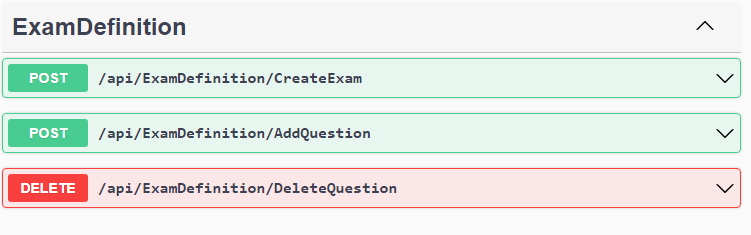 ExamDefinition
POST /api/ExamDefinition/CreateExam
POST /api/ExamDefinition/AddQuestion
DELETE /api/ExamDefinition/DeleteQuestion